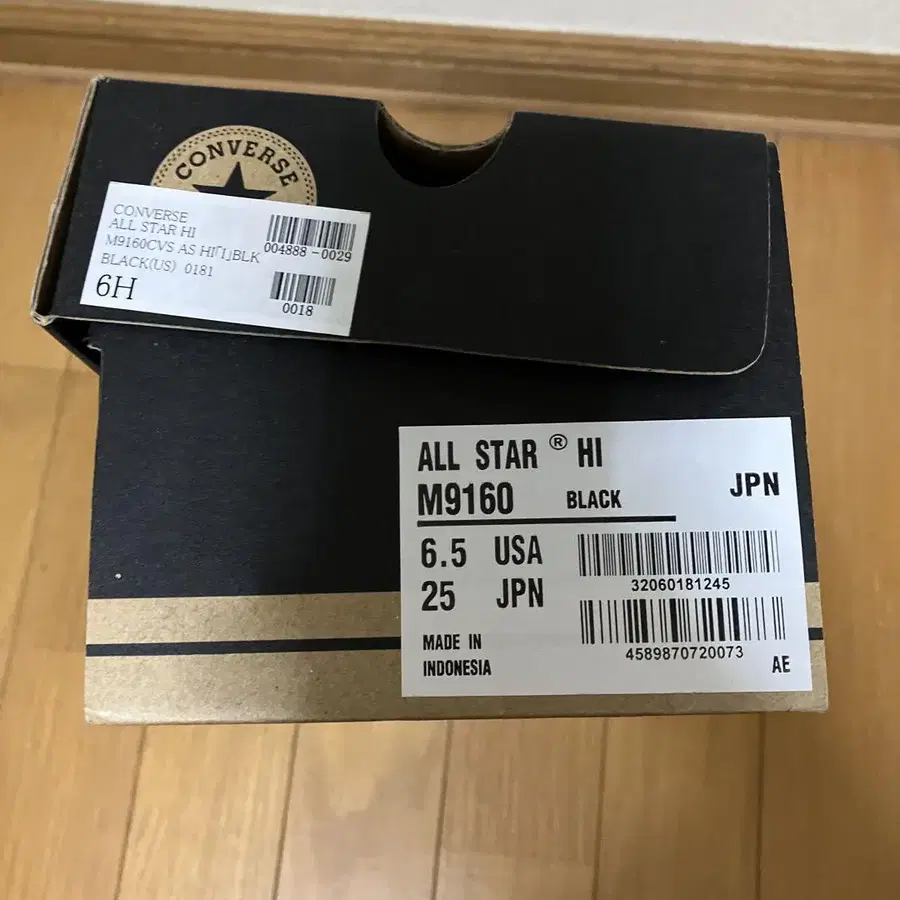 CONVERSE
CONVERSE
ALL STAR HI
M9160CVS AS HI「I」BLK
BLACK(US) 0181
6H
004888-0029
0018
ALL STAR ® HI
M9160 BLACK JPN
6.5 USA
25 JPN
32060181245
4589870720073
MADE IN
INDONESIA
AE